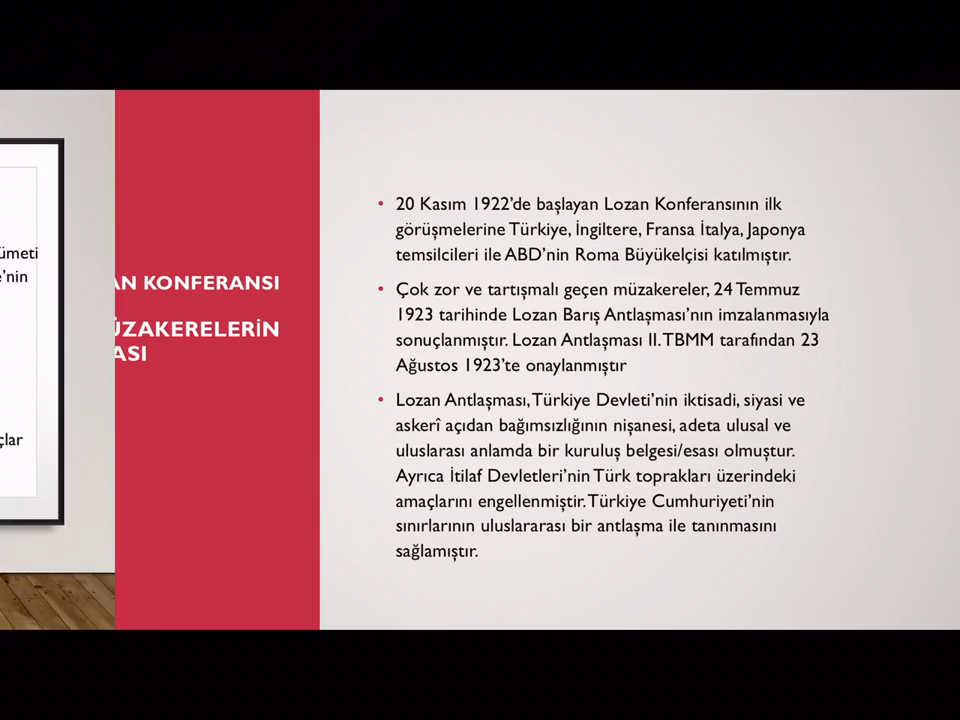 ümeti
e’nin
çlar
AN KONFERANSI
ÜZAKERELERİN
ASI
• 20 Kasım 1922’de başlayan Lozan Konferansının ilk
görüşmelerine Türkiye, İngiltere, Fransa İtalya, Japonya
temsilcileri ile ABD’nin Roma Büyükelçisi katılmıştır.
• Çok zor ve tartışmalı geçen müzakereler, 24 Temmuz
1923 tarihinde Lozan Barış Antlaşması’nın imzalanmasıyla
sonuçlanmıştır. Lozan Antlaşması II. TBMM tarafından 23
Ağustos 1923’te onaylanmıştır
• Lozan Antlaşması, Türkiye Devleti’nin iktisadi, siyasi ve
askerî açıdan bağımsızlığının nişanesi, adeta ulusal ve
uluslarası anlamda bir kuruluş belgesi/esası olmuştur.
Ayrıca İtilaf Devletleri’nin Türk toprakları üzerindeki
amaçlarını engellenmiştir. Türkiye Cumhuriyeti’nin
sınırlarının uluslararası bir antlaşma ile tanınmasını
sağlamıştır.